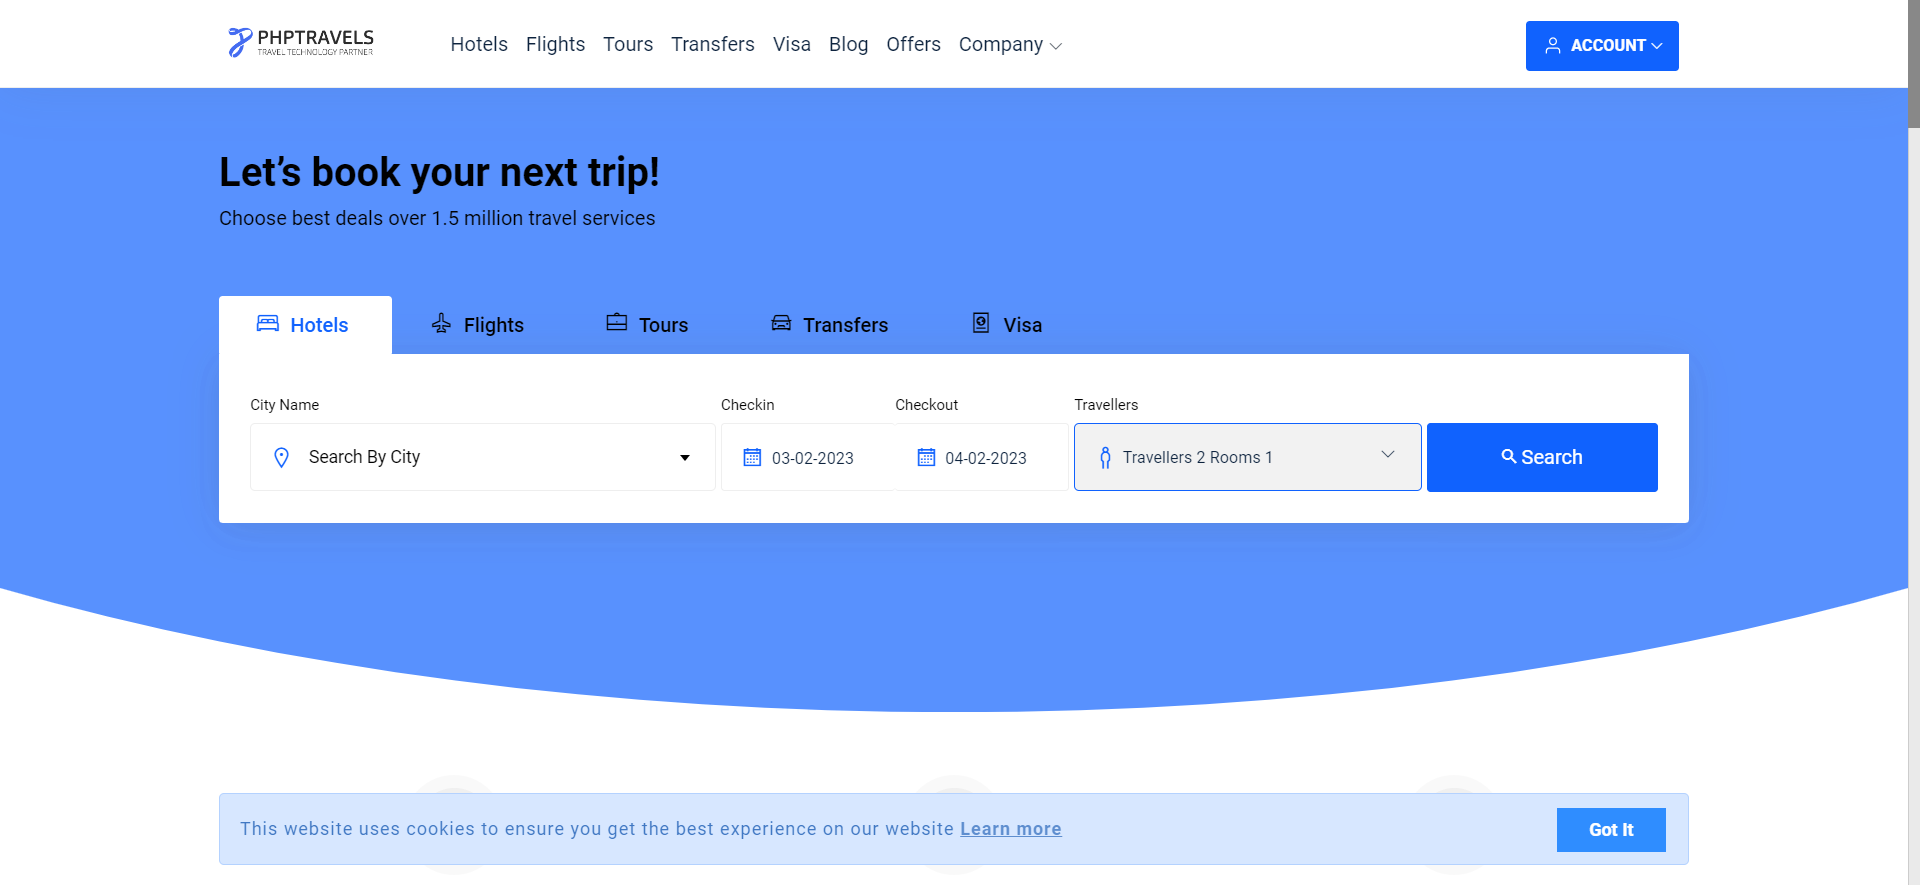 PHPTRAVELS
TRAVEL TECHNOLOGY PARTNER
Hotels Flights Tours Transfers Visa Blog Offers Company
ACCOUNT
Let’s book your next trip!
Choose best deals over 1.5 million travel services
Hotels Flights Tours Transfers Visa
City Name Checkin Checkout Travellers
Search By City 03-02-2023 04-02-2023 Travellers 2 Rooms 1 Search
This website uses cookies to ensure you get the best experience on our website Learn more Got It